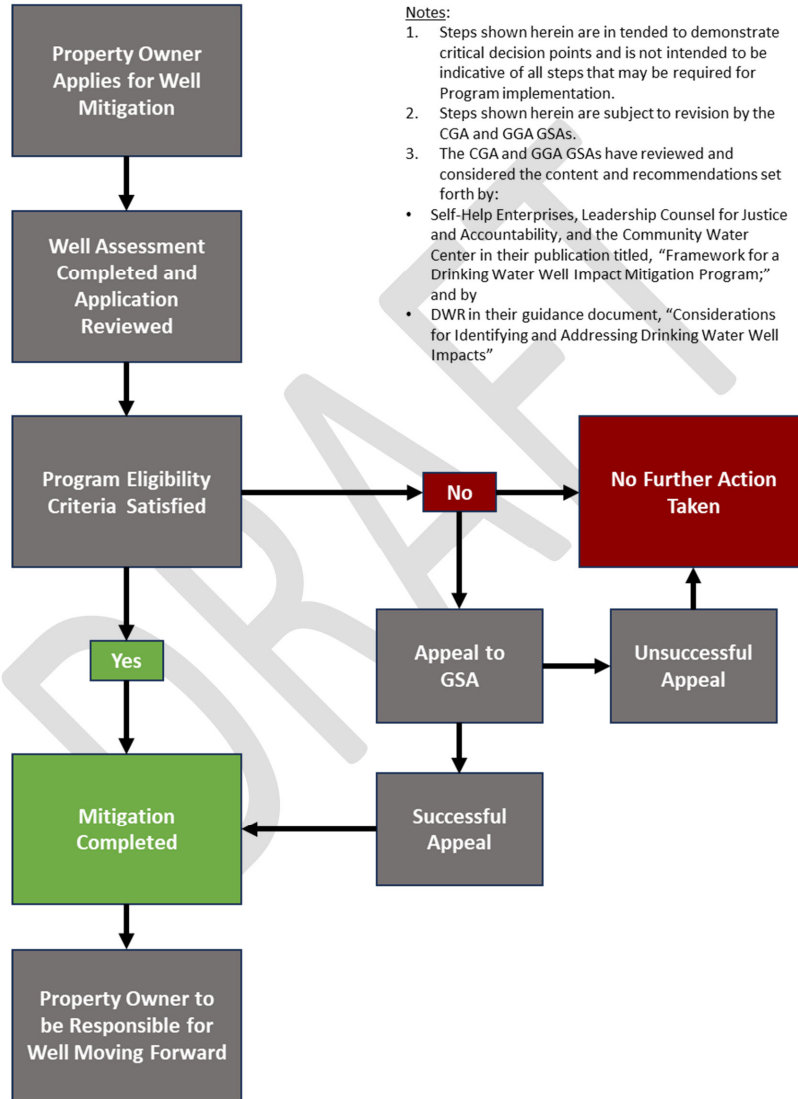 Property Owner
Applies for Well
Mitigation
Notes:
1. Steps shown herein are in tended to demonstrate
critical decision points and is not intended to be
indicative of all steps that may be required for
Program implementation.
2. Steps shown herein are subject to revision by the
CGA and GGA GSAs.
3. The CGA and GGA GSAs have reviewed and
considered the content and recommendations set
forth by:
• Self-Help Enterprises, Leadership Counsel for Justice
and Accountability, and the Community Water
Center in their publication titled, “Framework for a
Drinking Water Well Impact Mitigation Program;”
and by
• DWR in their guidance document, “Considerations
for Identifying and Addressing Drinking Water Well
Impacts”
Well Assessment
Completed and
Application
Reviewed
Program Eligibility
Criteria Satisfied
No
No Further Action
Taken
Yes
Appeal to
GSA
Unsuccessful
Appeal
Mitigation
Completed
Successful
Appeal
Property Owner to
be Responsible for
Well Moving Forward
DRAFT